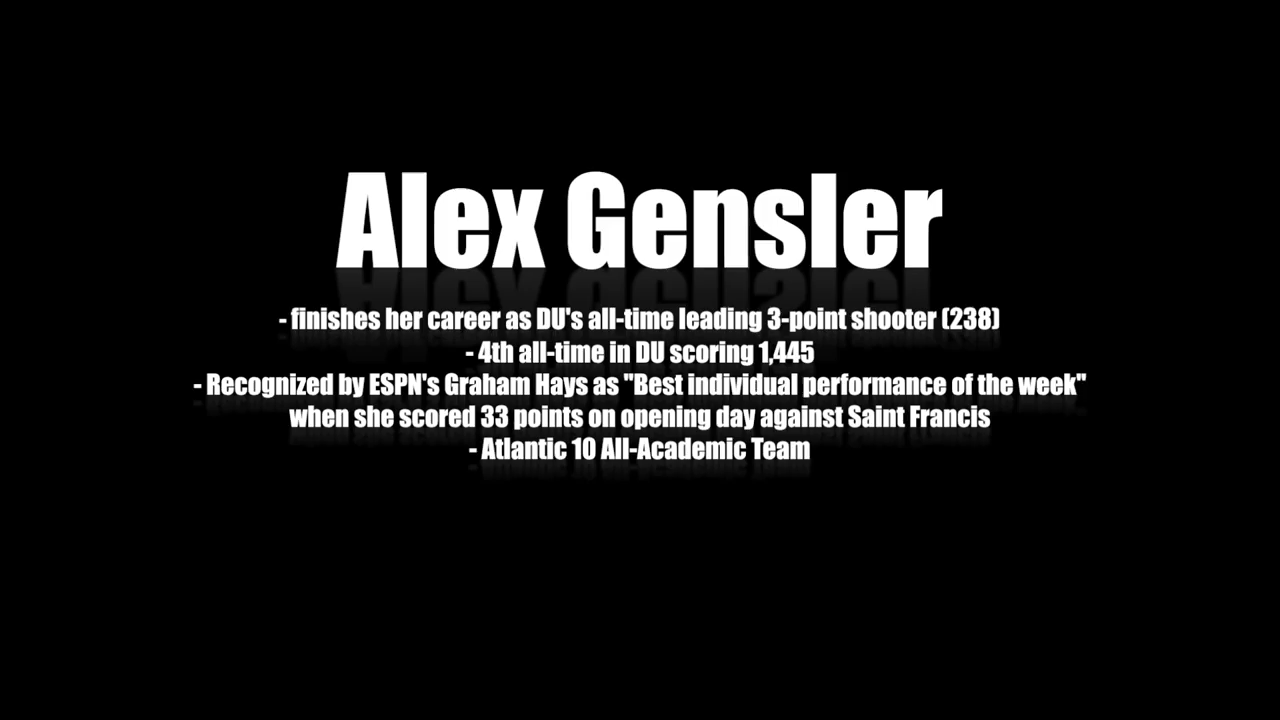 Alex Gensler
- finishes her career as DU's all-time leading 3-point shooter (238)
- 4th all-time in DU scoring 1,445
- Recognized by ESPN's Graham Hays as "Best individual performance of the week"
when she scored 33 points on opening day against Saint Francis
- Atlantic 10 All-Academic Team